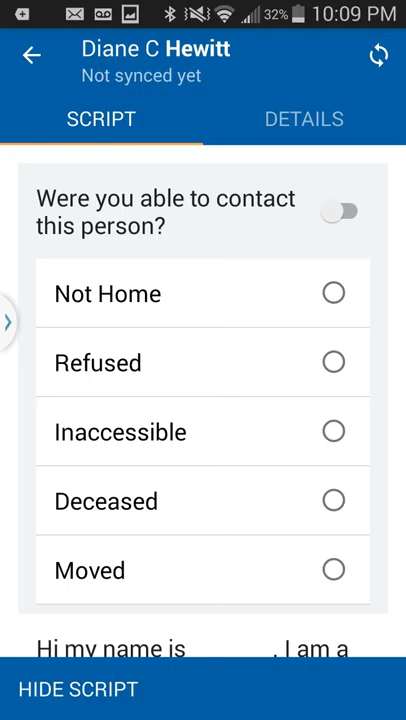 32% 10:09 PM
Diane C Hewitt
Not synced yet
SCRIPT DETAILS
Were you able to contact
this person?
Not Home
Refused
Inaccessible
Deceased
Moved
Hi my name is ________. I am a
HIDE SCRIPT